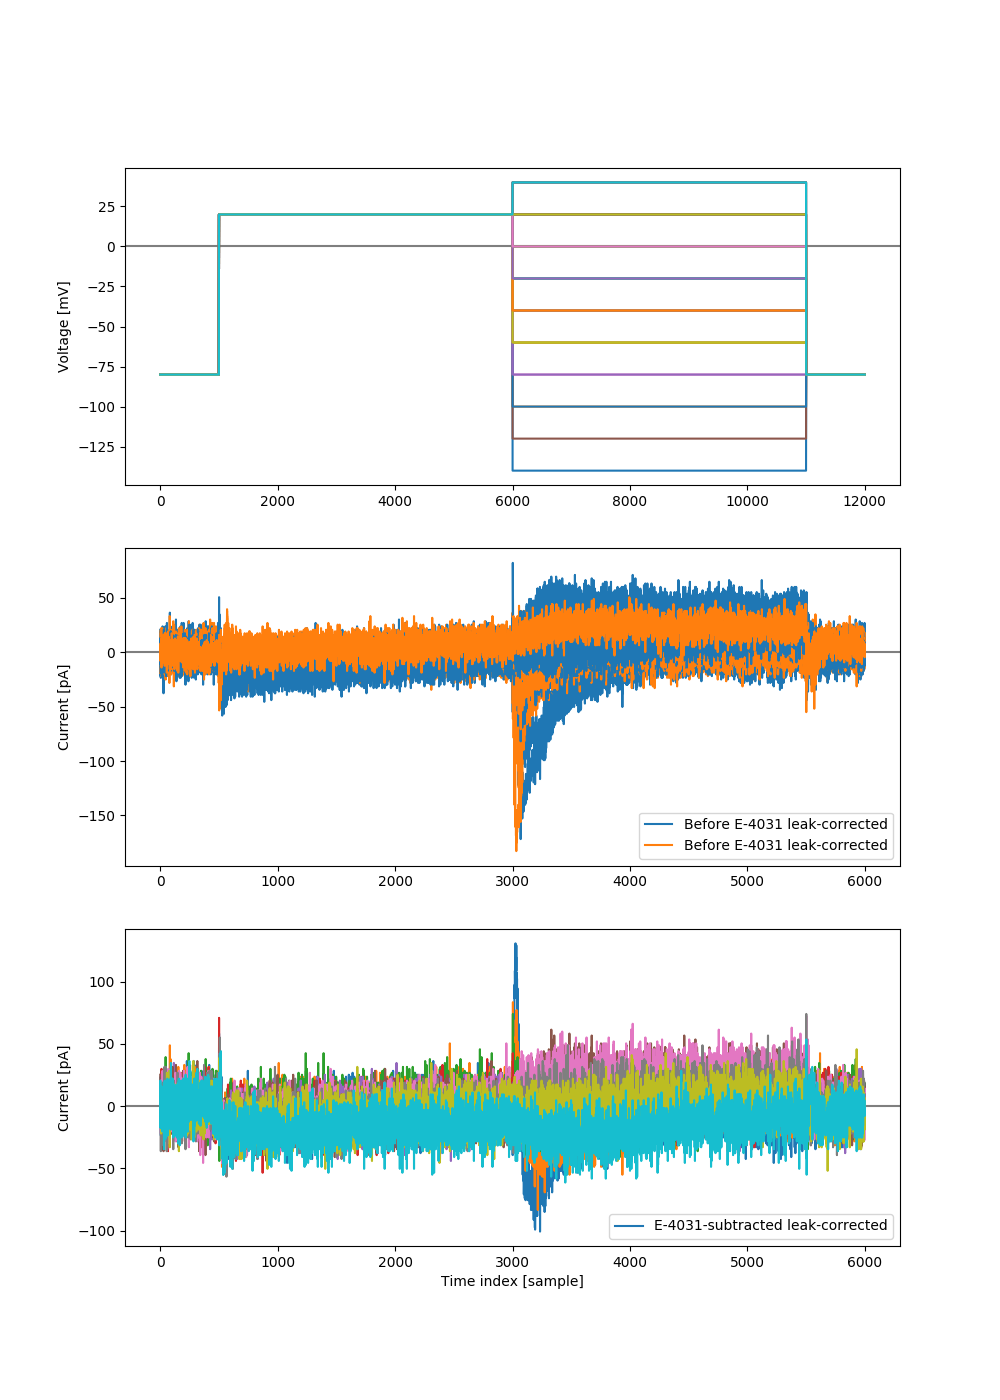 25
0
−25
−50
−75
−100
−125
Voltage [mV]
0 2000 4000 6000 8000 10000 12000
50
0
−50
−100
−150
Current [pA]
Before E-4031 leak-corrected
Before E-4031 leak-corrected
0 1000 2000 3000 4000 5000 6000
100
50
0
−50
−100
Current [pA]
E-4031-subtracted leak-corrected
0 1000 2000 3000 4000 5000 6000
Time index [sample]